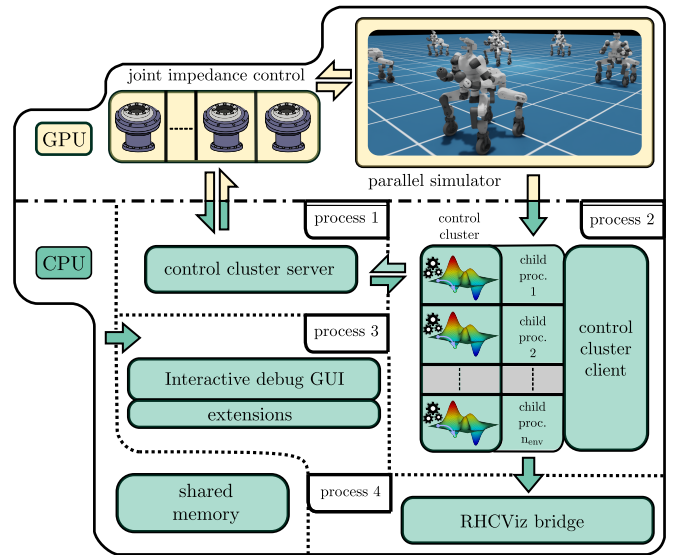 joint impedance control
GPU
parallel simulator
process 1
control
cluster
process 2
CPU
control cluster server
child
proc.
1
process 3
child
proc.
2
control
cluster
client
Interactive debug GUI
extensions
child
proc.
n_env
shared
memory
process 4
RHCViz bridge